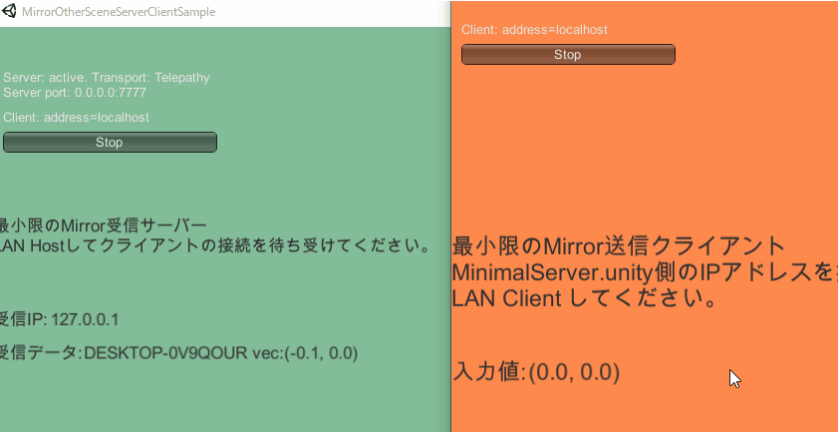 MirrorOtherSceneServerClientSample
Server: active. Transport: Telepathy
Server port: 0.0.0.0:7777
Client: address=localhost
Stop
最小限のMirror受信サーバー
LAN Hostしてクライアントの接続を待ち受けてください。
受信IP: 127.0.0.1
受信データ:DESKTOP-0V9QOUR vec:(-0.1, 0.0)
Client: address=localhost
Stop
最小限のMirror送信クライアント
MinimalServer.unity側のIPアドレスを
LAN Client してください。
入力値:(0.0, 0.0)